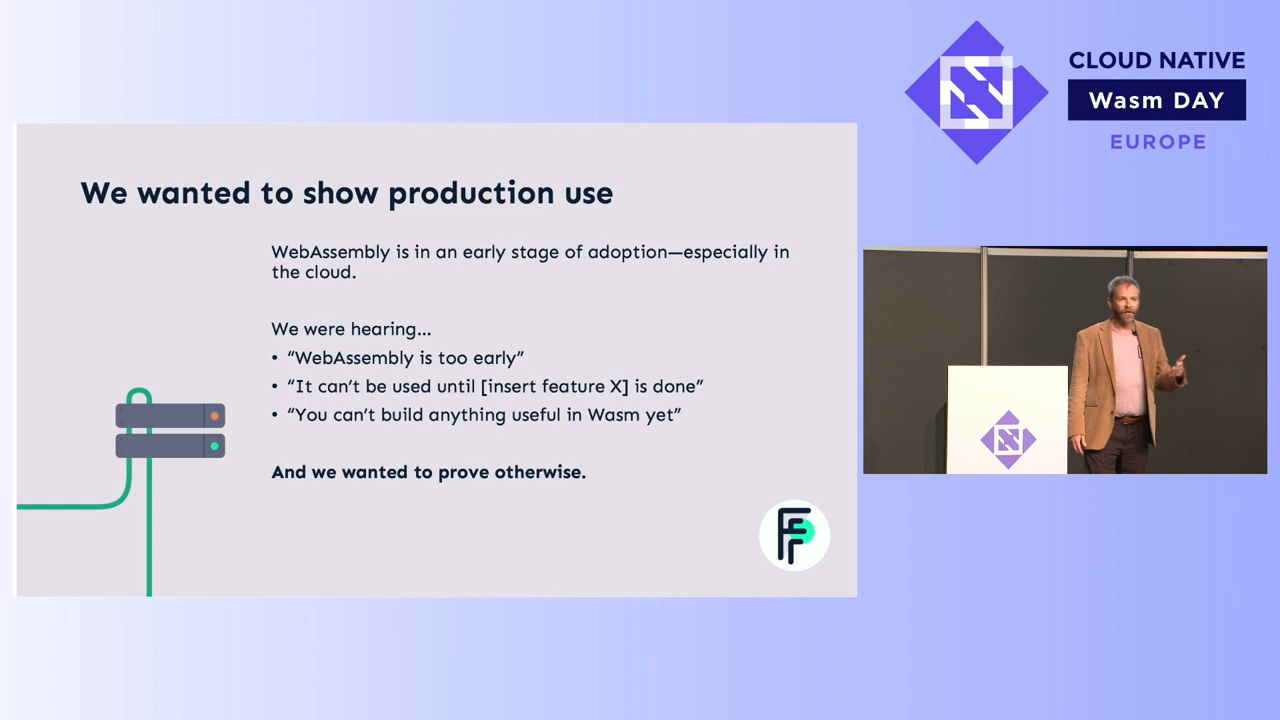 CLOUD NATIVE
Wasm DAY
EUROPE
We wanted to show production use
WebAssembly is in an early stage of adoption—especially in
the cloud.
We were hearing...
• “WebAssembly is too early”
• “It can’t be used until [insert feature X] is done”
• “You can’t build anything useful in Wasm yet”
And we wanted to prove otherwise.